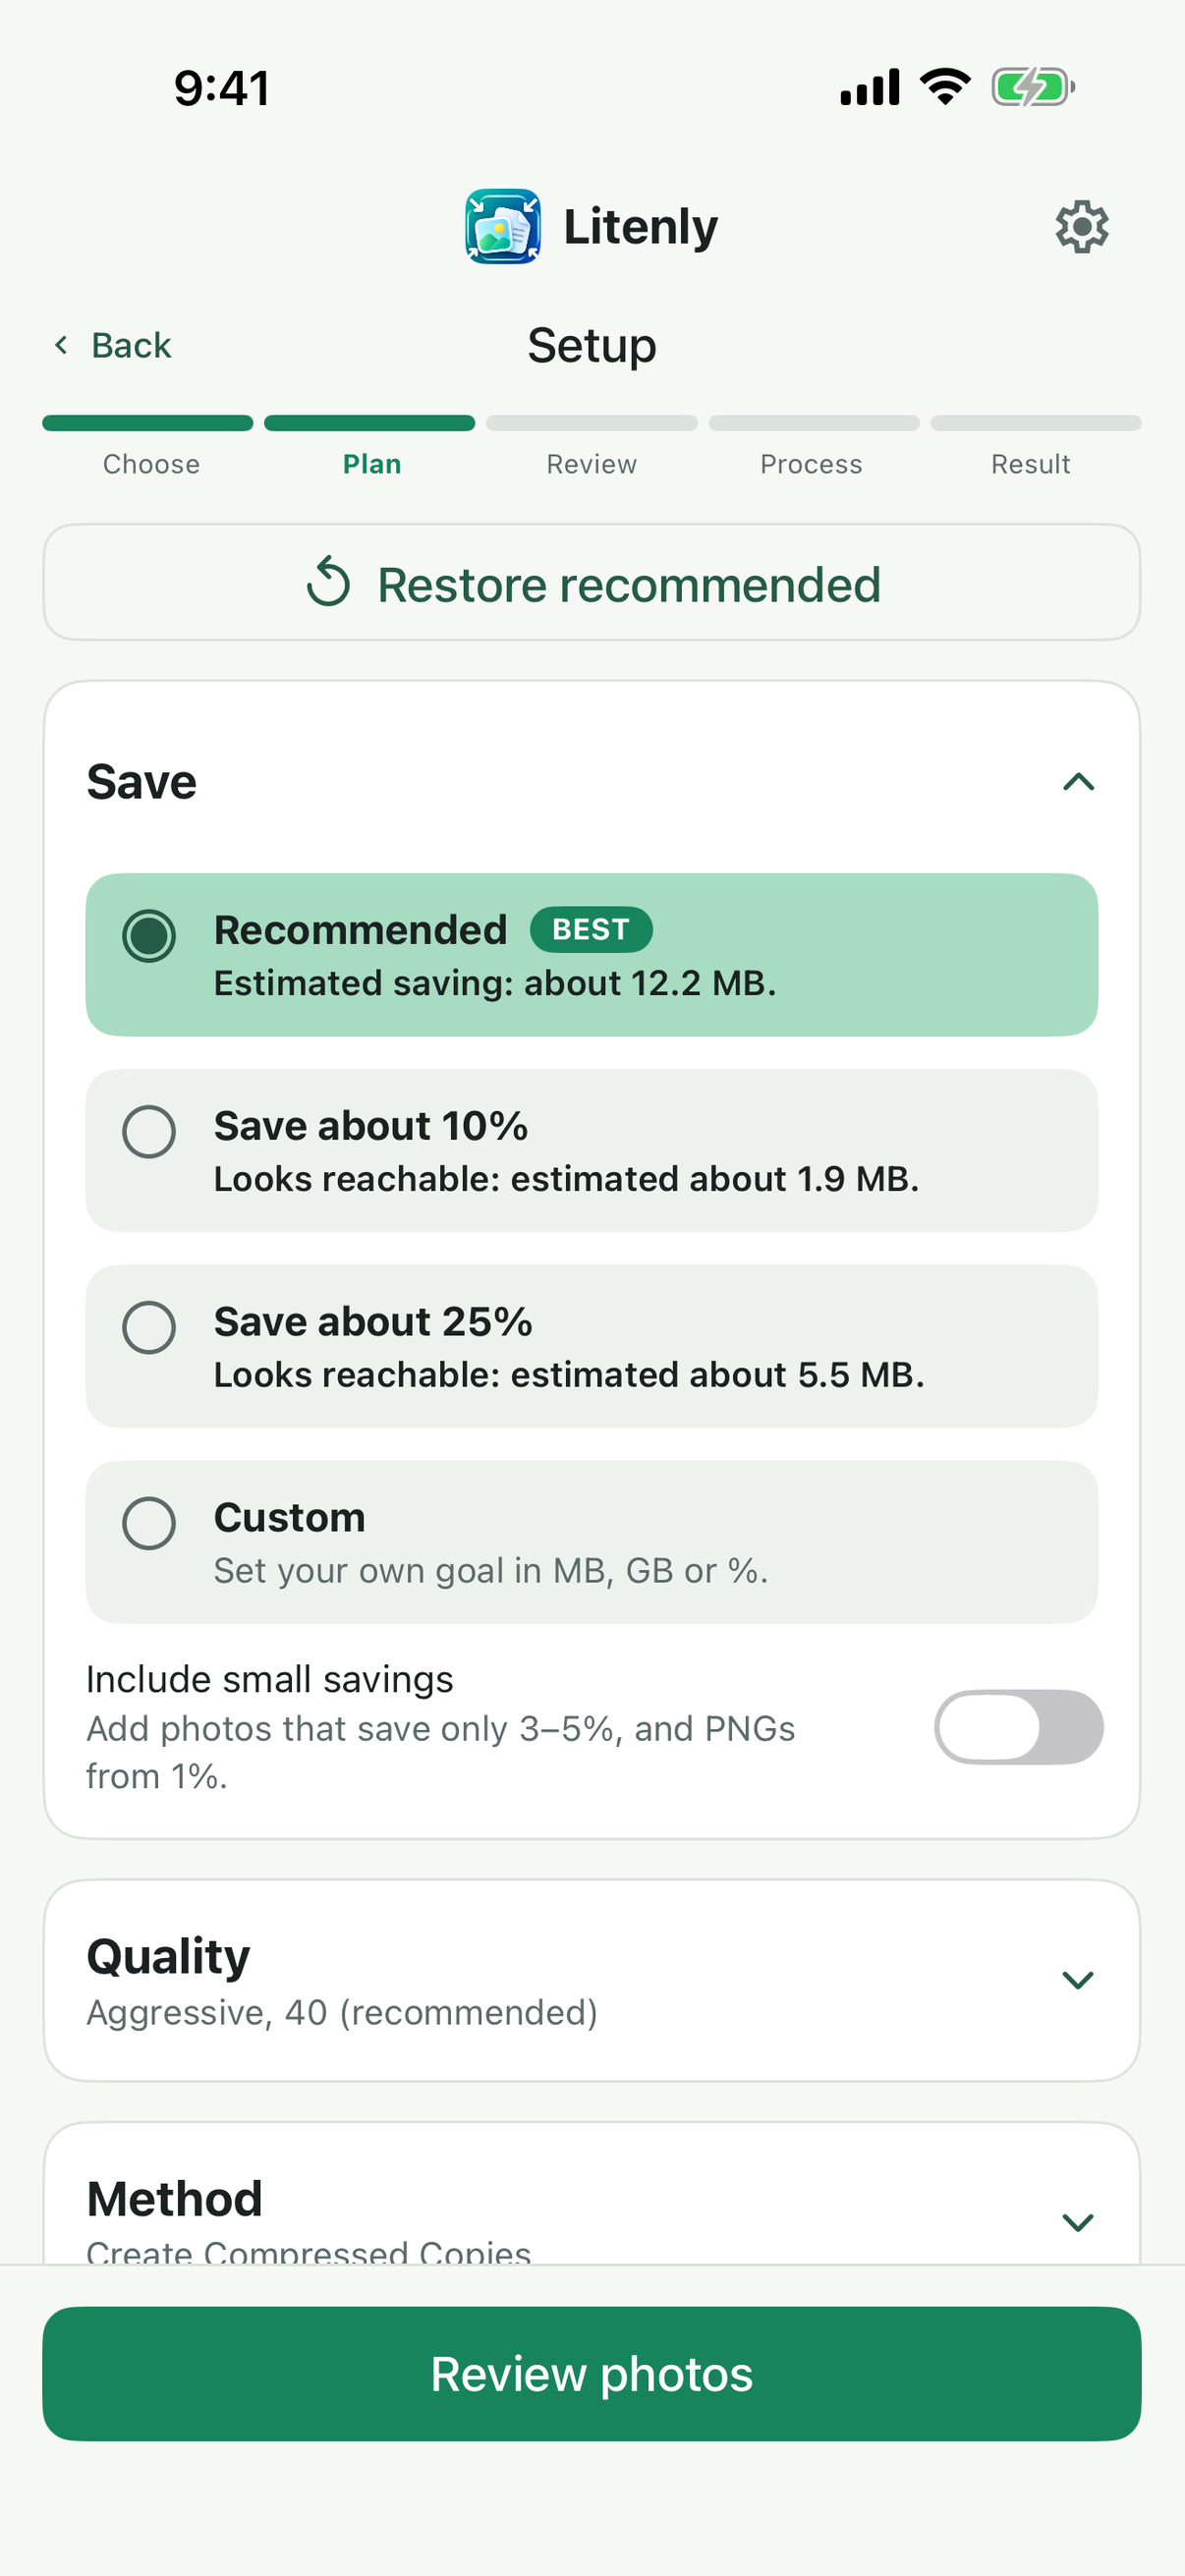 9:41
Litenly
Back
Setup
Choose
Plan
Review
Process
Result
Restore recommended
Save
Recommended BEST
Estimated saving: about 12.2 MB.
Save about 10%
Looks reachable: estimated about 1.9 MB.
Save about 25%
Looks reachable: estimated about 5.5 MB.
Custom
Set your own goal in MB, GB or %.
Include small savings
Add photos that save only 3–5%, and PNGs
from 1%.
Quality
Aggressive, 40 (recommended)
Method
Create Compressed Copies
Review photos